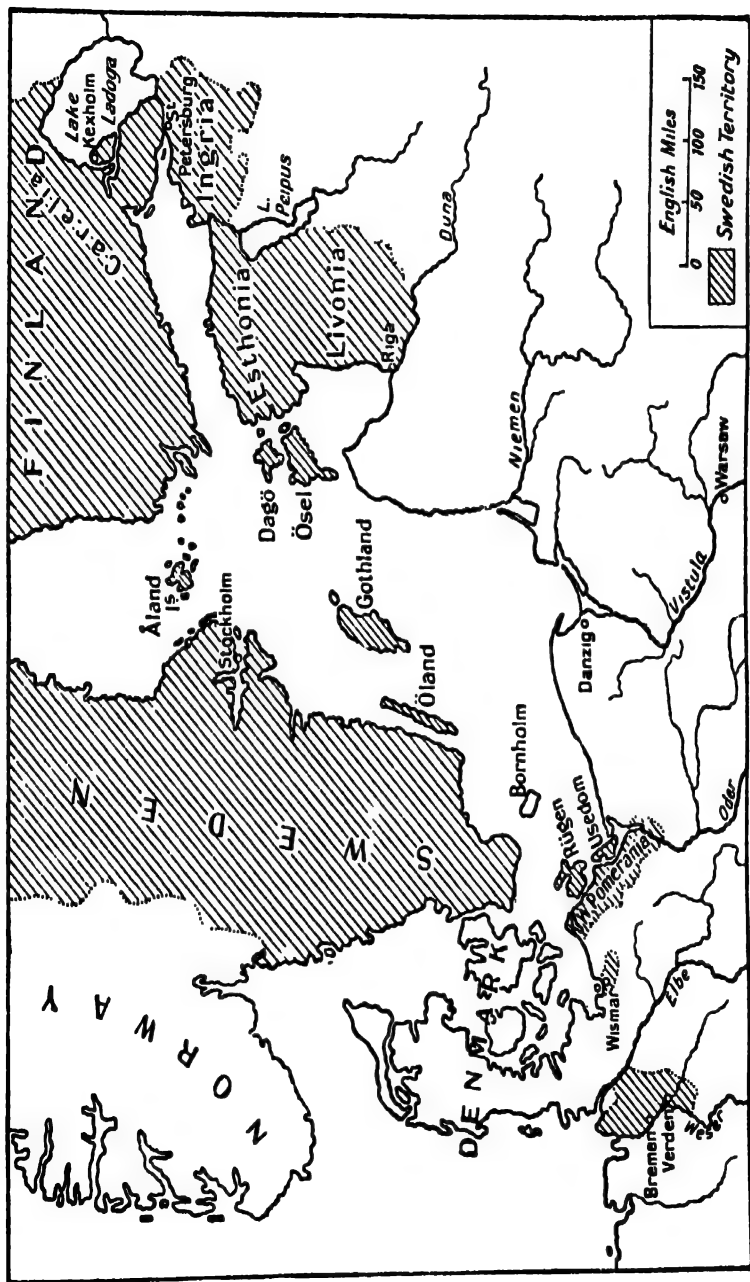 NORWAY
SWEDEN
FINLAND
Carelia
Lake
Kexholm
Ladoga
St
Petersburg
Ingria
Åland
Is
Stockholm
Dagö
Ösel
Esthonia
L.
Peipus
Livonia
Riga
Duna
Gothland
Öland
DENMARK
Bornholm
Rügen
Usedom
W Pomerania
Wismar
Breman
Verden
Weser
Elbe
Oder
Danzig
Vistula
Warsaw
Niemen
English Miles
0 50 100 150
Swedish Territory